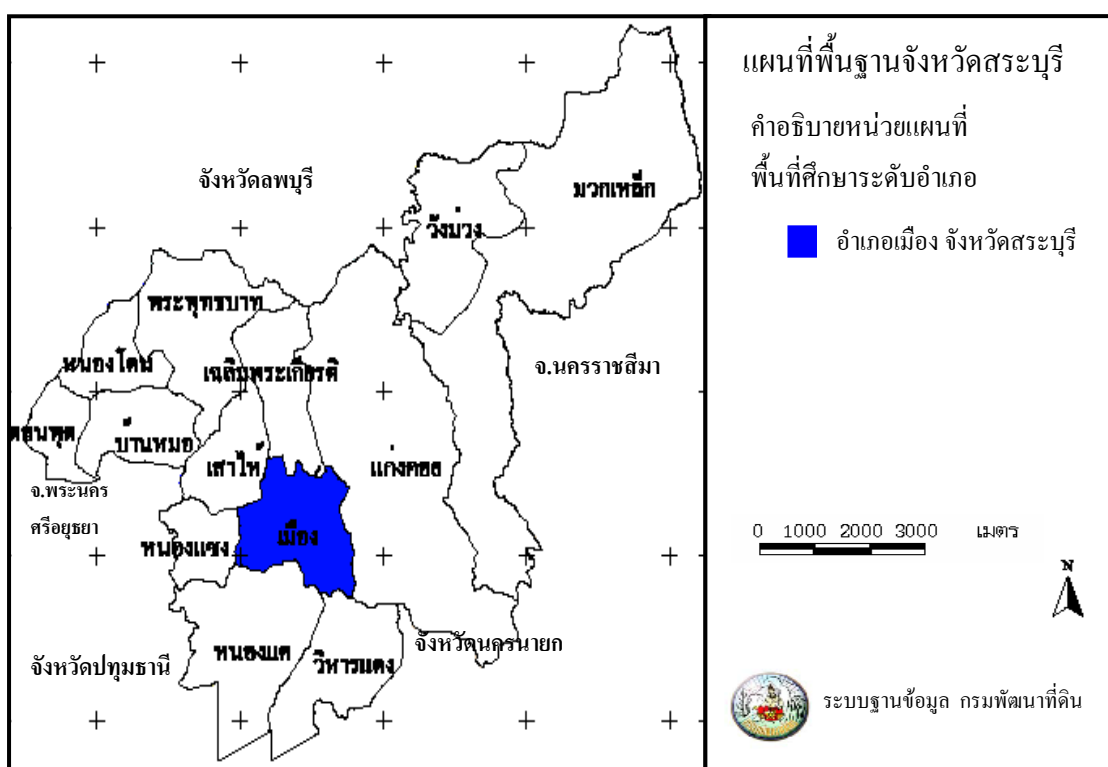 แผนที่พื้นฐานจังหวัดสระบุรี
คำอธิบายหน่วยแผนที่
พื้นที่ศึกษาระดับอำเภอ
อำเภอเมือง จังหวัดสระบุรี
จังหวัดลพบุรี
มวกเหล็ก
วังม่วง
พระพุทธบาท
หนองโดน
เฉลิมพระเกียรติ
จ.นครราชสีมา
ดอนพุด
บ้านหมอ
เสาไห้
แก่งคอย
จ.พระนคร
ศรีอยุธยา
หนองแซง
เมือง
0 1000 2000 3000 เมตร
N
จังหวัดนครนายก
หนองแค
วิหารแดง
จังหวัดปทุมธานี
ระบบฐานข้อมูล กรมพัฒนาที่ดิน